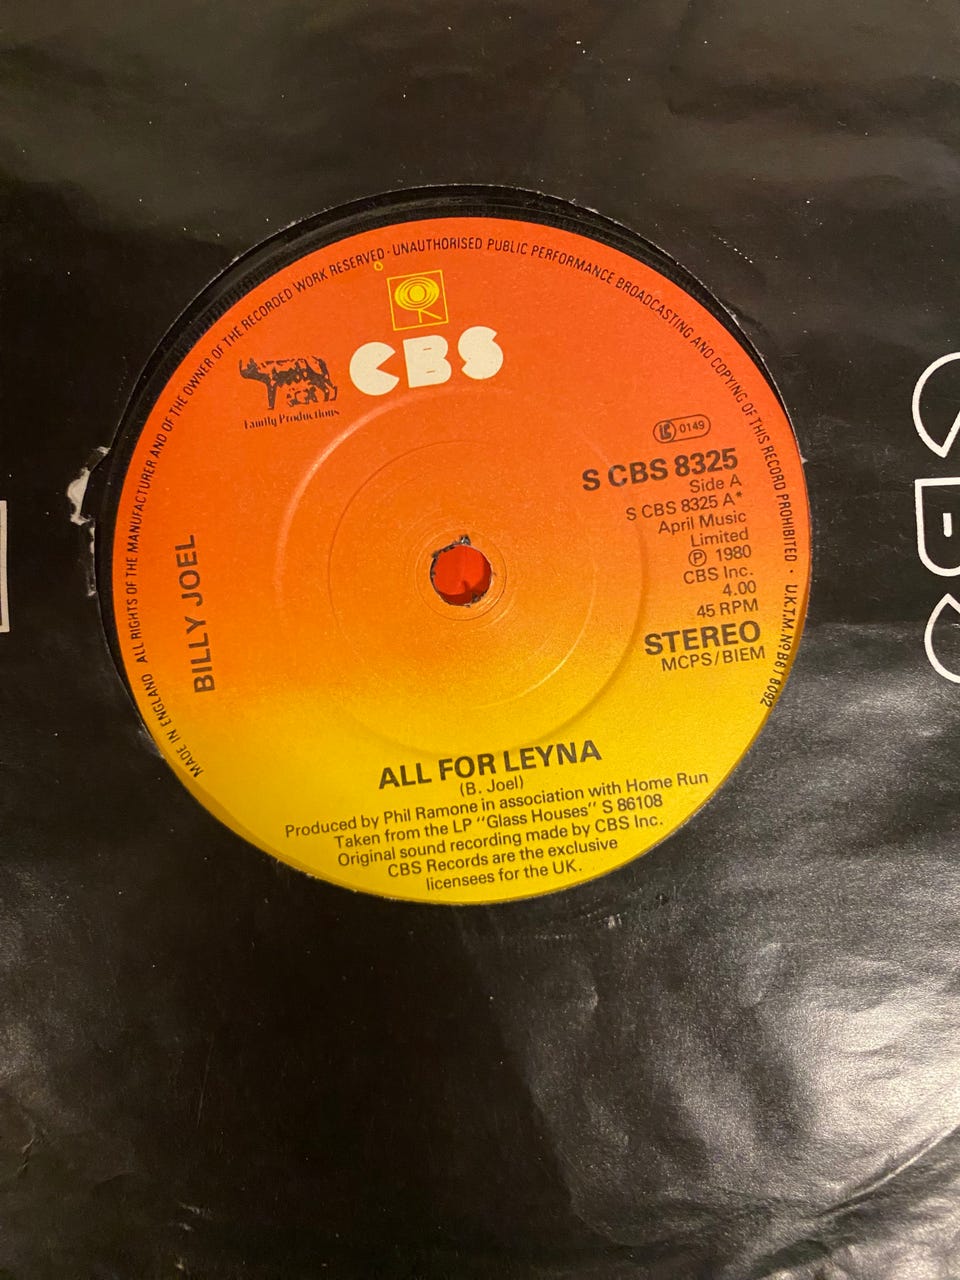 MADE IN ENGLAND ALL RIGHTS OF THE MANUFACTURER AND OF THE OWNER OF THE RECORDED WORK RESERVED · UNAUTHORISED PUBLIC PERFORMANCE BROADCASTING AND COPYING OF THIS RECORD PROHIBITED · U.K.T.M. Nº B618092
CBS
Family Productions
LC 0149
S CBS 8325
Side A
S CBS 8325 A*
April Music
Limited
℗ 1980
CBS Inc.
4.00
45 RPM
STEREO
MCPS/BIEM
BILLY JOEL
ALL FOR LEYNA
(B. Joel)
Produced by Phil Ramone in association with Home Run
Taken from the LP "Glass Houses" S 86108
Original sound recording made by CBS Inc.
CBS Records are the exclusive
licensees for the UK.
CBS